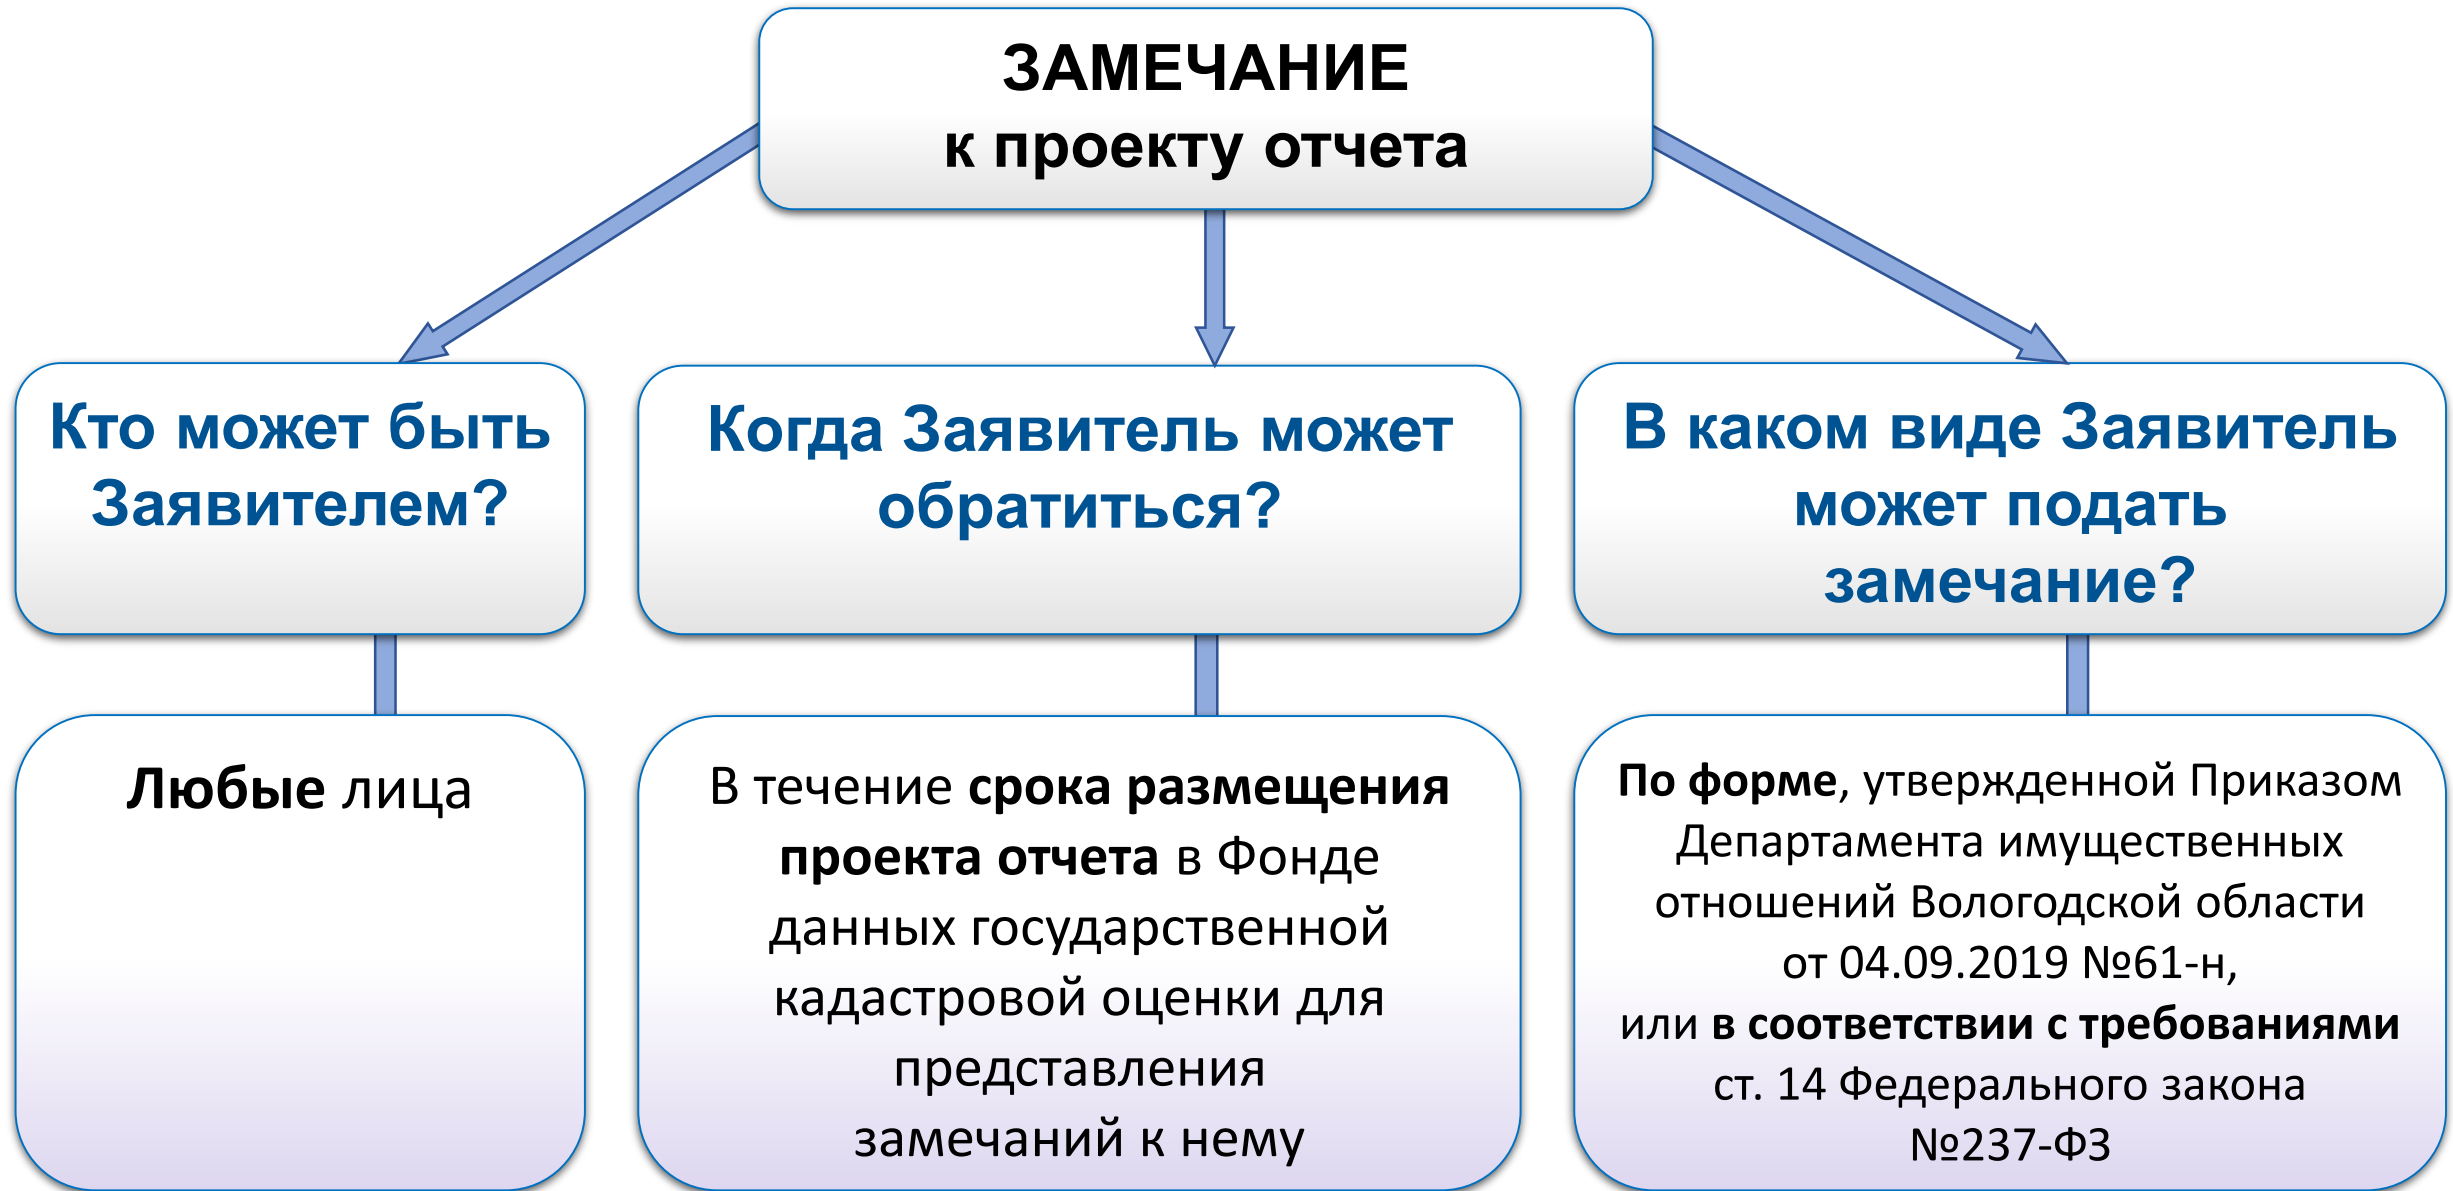 ЗАМЕЧАНИЕ
к проекту отчета
Кто может быть
Заявителем?
Когда Заявитель может
обратиться?
В каком виде Заявитель
может подать
замечание?
Любые лица
В течение срока размещения
проекта отчета в Фонде
данных государственной
кадастровой оценки для
представления
замечаний к нему
По форме, утвержденной Приказом
Департамента имущественных
отношений Вологодской области
от 04.09.2019 №61-н,
или в соответствии с требованиями
ст. 14 Федерального закона
№237-ФЗ